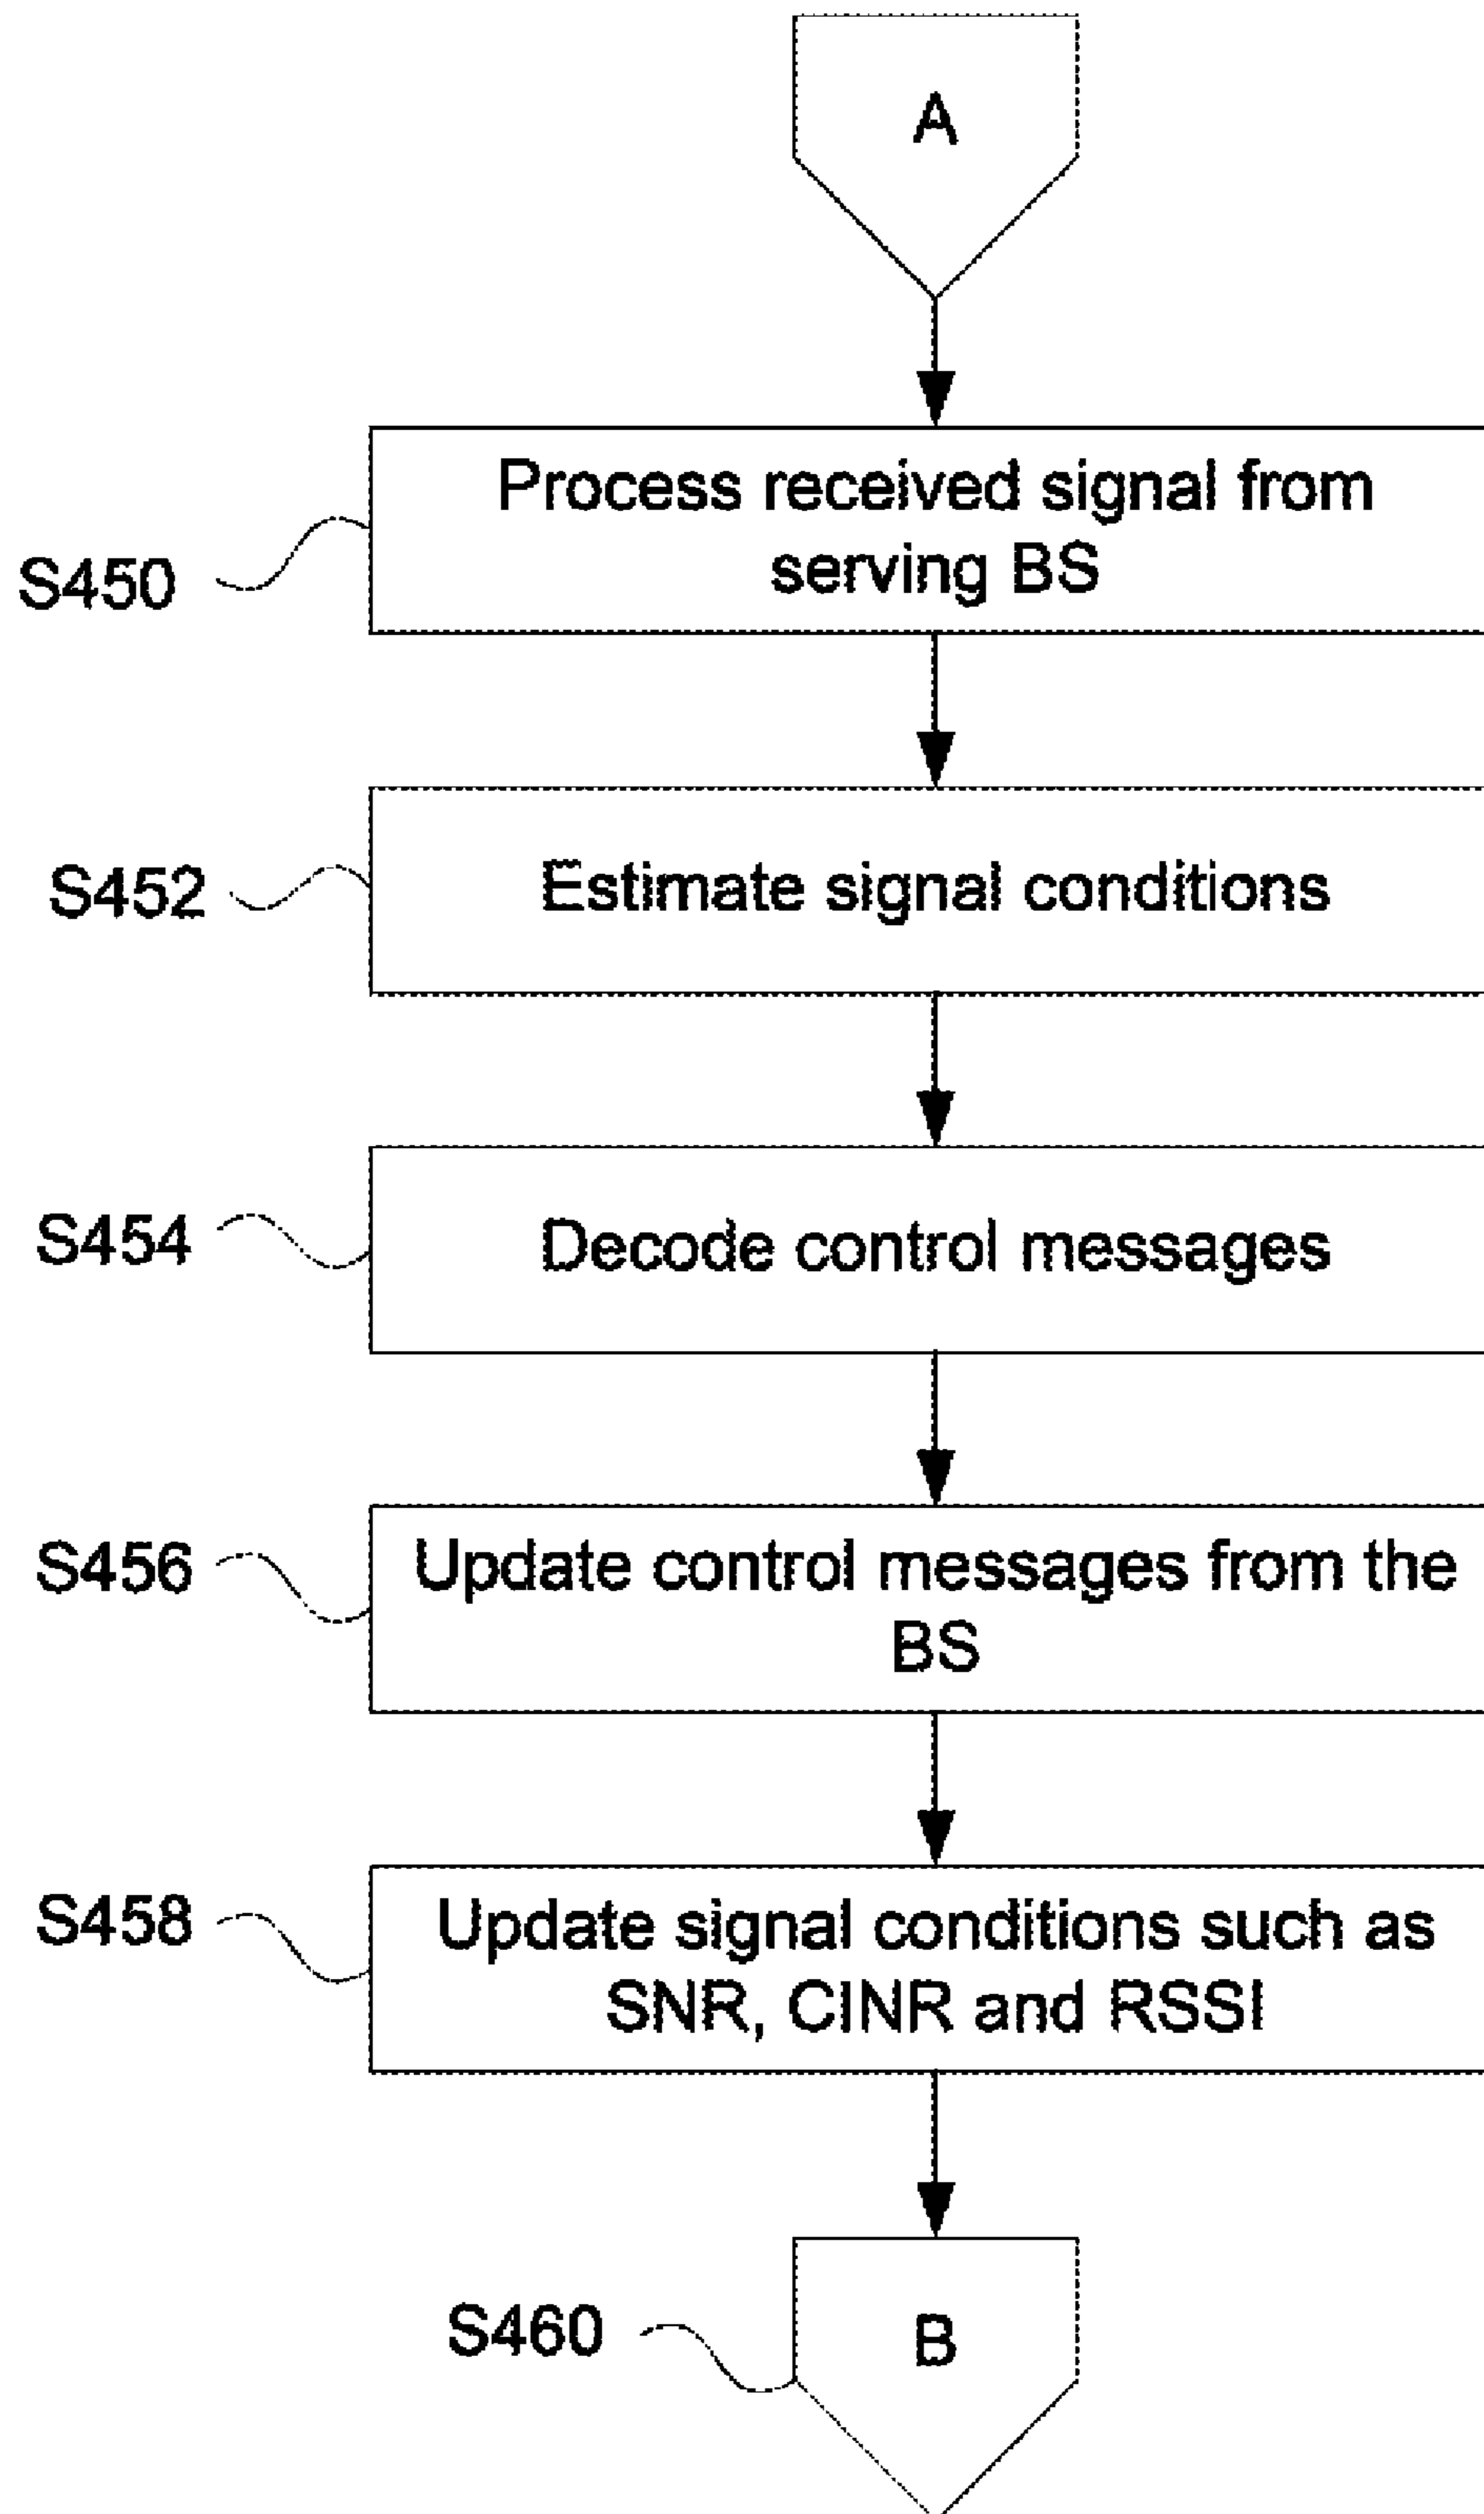 A
Process received signal from
serving BS
S450
Estimate signal conditions
S452
Decode control messages
S454
Update control messages from the
BS
S456
Update signal conditions such as
SNR, CINR and RSSI
S458
B
S460